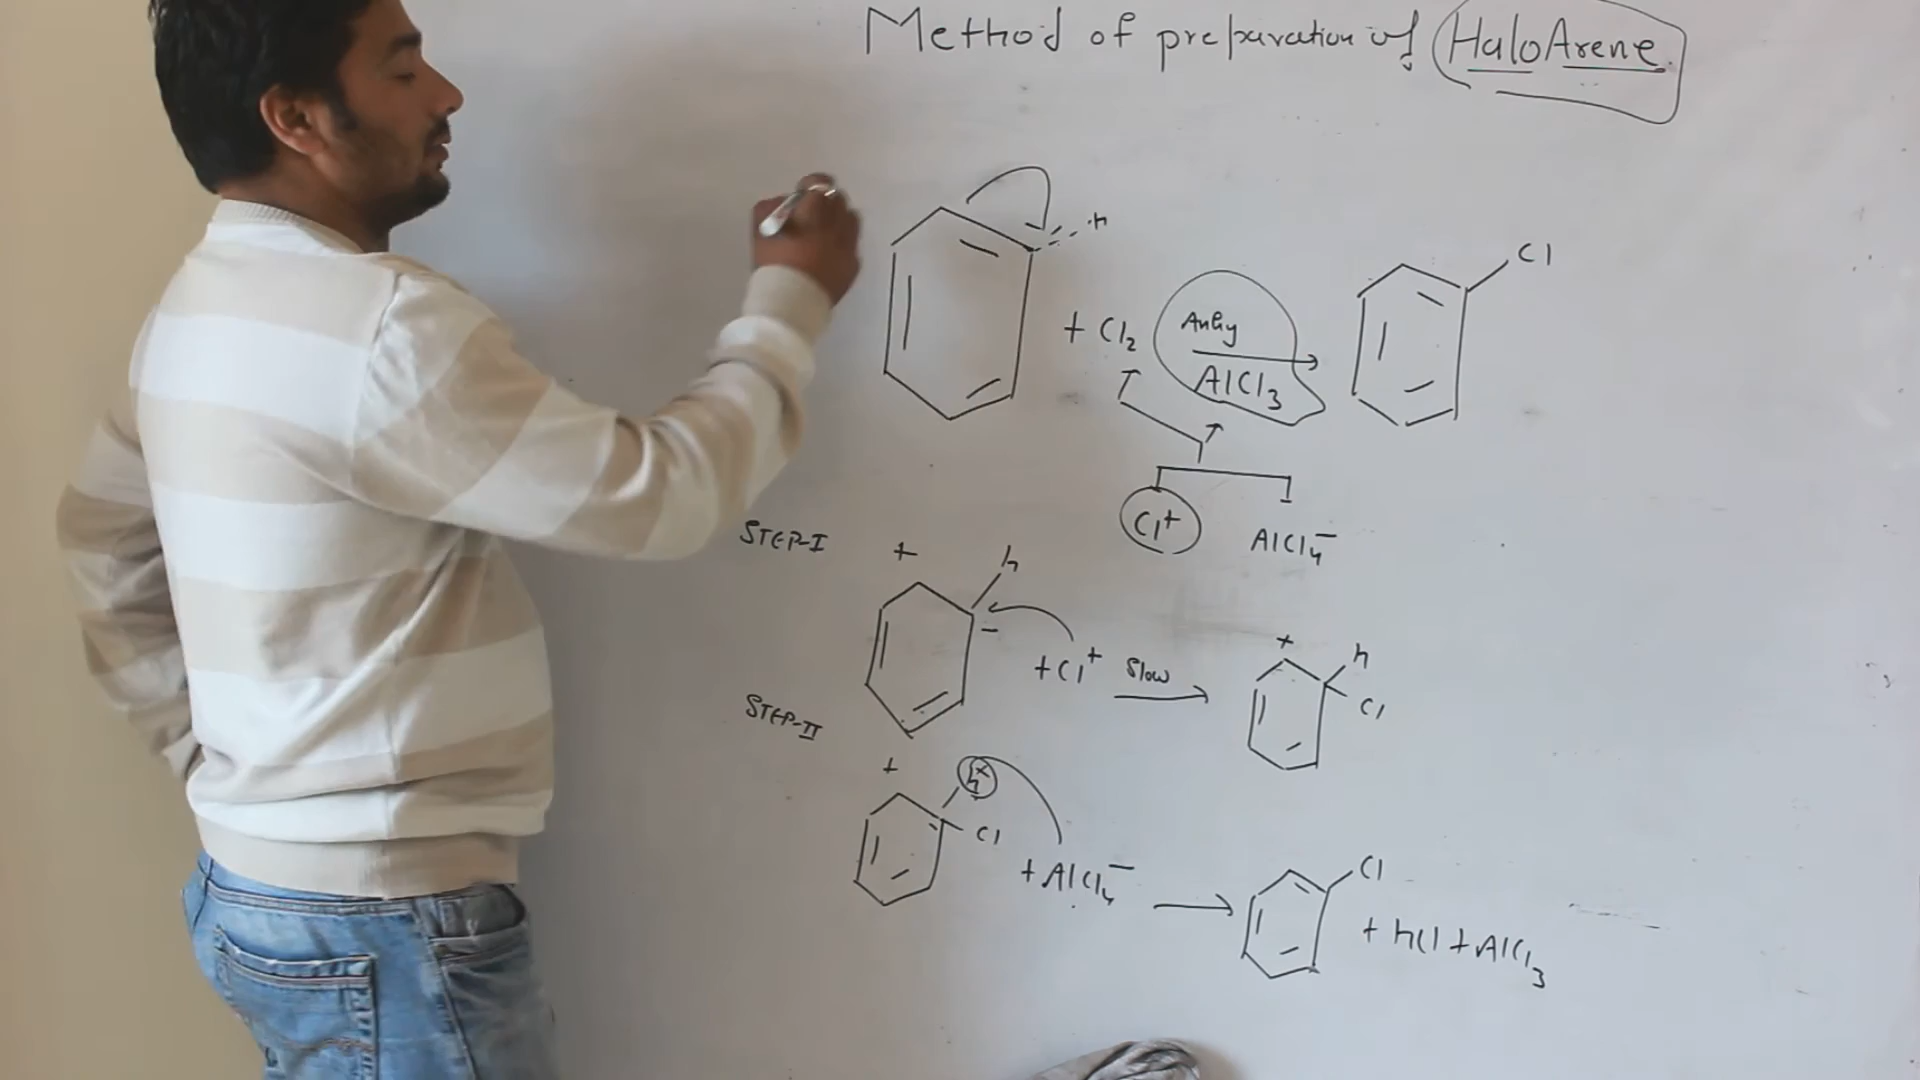 Method of preparation of HaloArene.
h
+ Cl2 Anhy AlCl3 Cl
Cl+ AlCl4−
STEP-I
+ h
− +Cl+ Slow + h Cl
STEP-II
+ h+ Cl + AlCl4− Cl + hCl + AlCl3